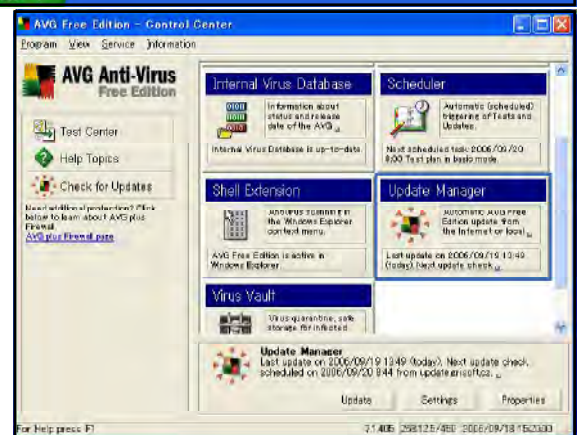 AVG Free Edition - Control Center
Program View Service Information
AVG Anti-Virus
Free Edition
Test Center
Help Topics
Check for Updates
Need additional protection? Click
below to learn about AVG plus
Firewall.
AVG plus Firewall page
Internal Virus Database
Information about
status and release
date of the AVG
Internal Virus Database is up-to-date.
Scheduler
Automatic (scheduled)
triggering of Tests and
Updates.
Next scheduled task: 2006/09/20
8:00 Test plan in basic mode.
Shell Extension
Antivirus scanning in
the Windows Explorer
context menu.
AVG Free Edition is active in
Windows Explorer.
Update Manager
Automatic AVG Free
Edition update from
the Internet or local
Last update on 2006/09/19 13:49
(today). Next update check
Virus Vault
Virus quarantine, safe
storage for infected
Update Manager
Last update on 2006/09/19 13:49 (today). Next update check,
scheduled on 2006/09/20 8:44 from update.grisoft.cz.
Update Settings Properties
For Help press F1